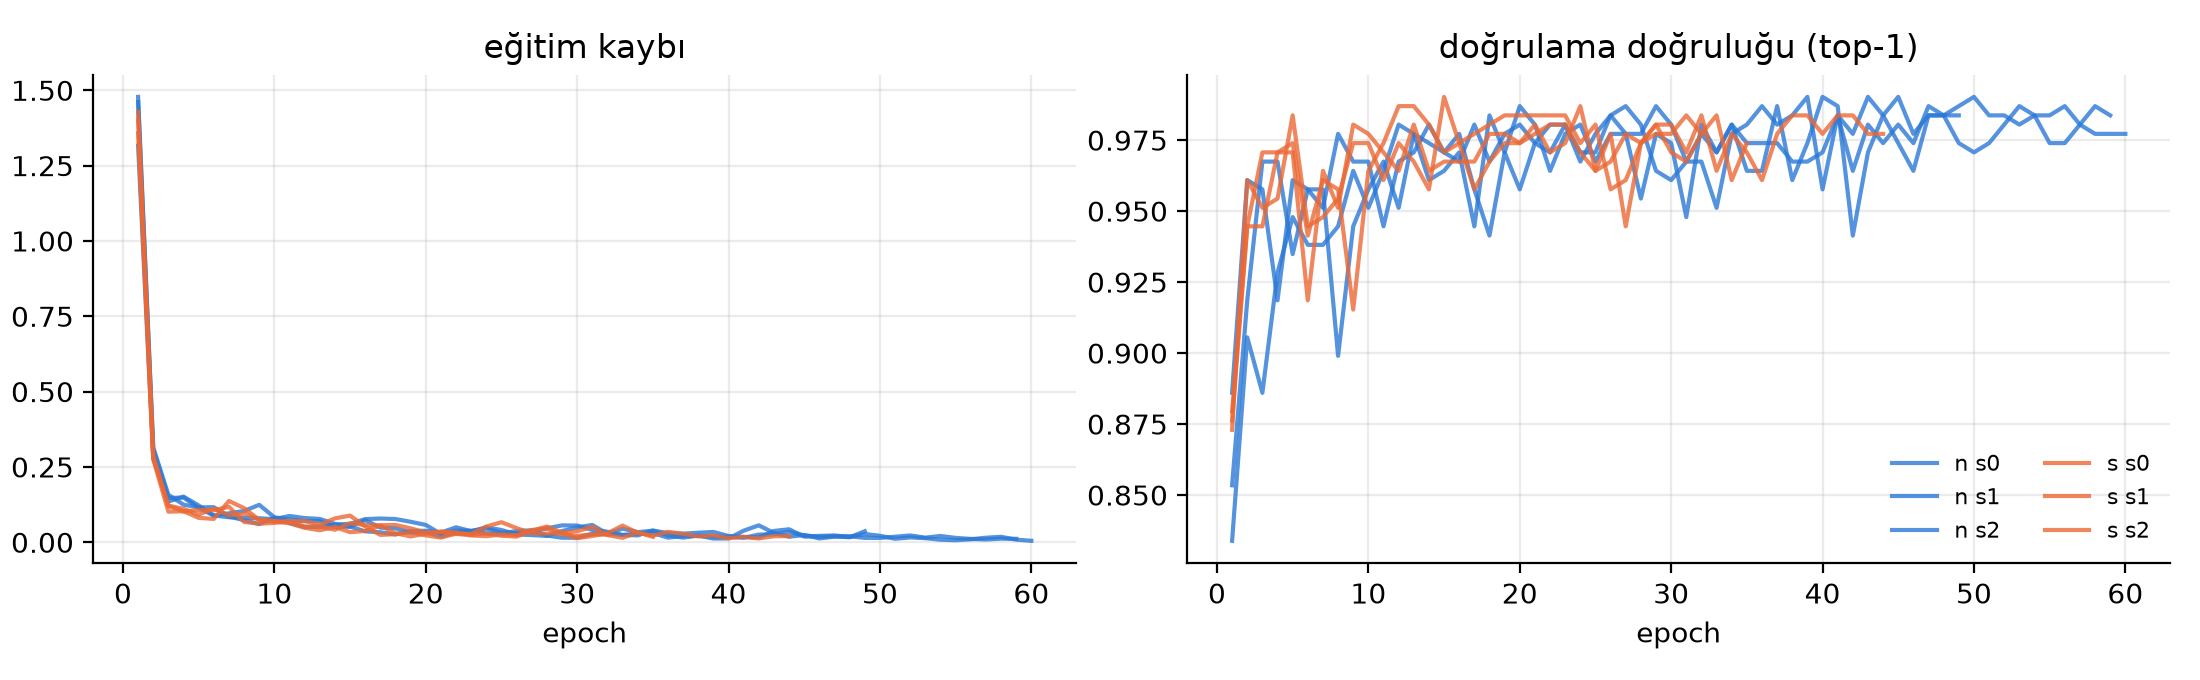 eğitim kaybı
1.50
1.25
1.00
0.75
0.50
0.25
0.00
0 10 20 30 40 50 60
epoch
doğrulama doğruluğu (top-1)
0.975
0.950
0.925
0.900
0.875
0.850
n s0
n s1
n s2
s s0
s s1
s s2
0 10 20 30 40 50 60
epoch